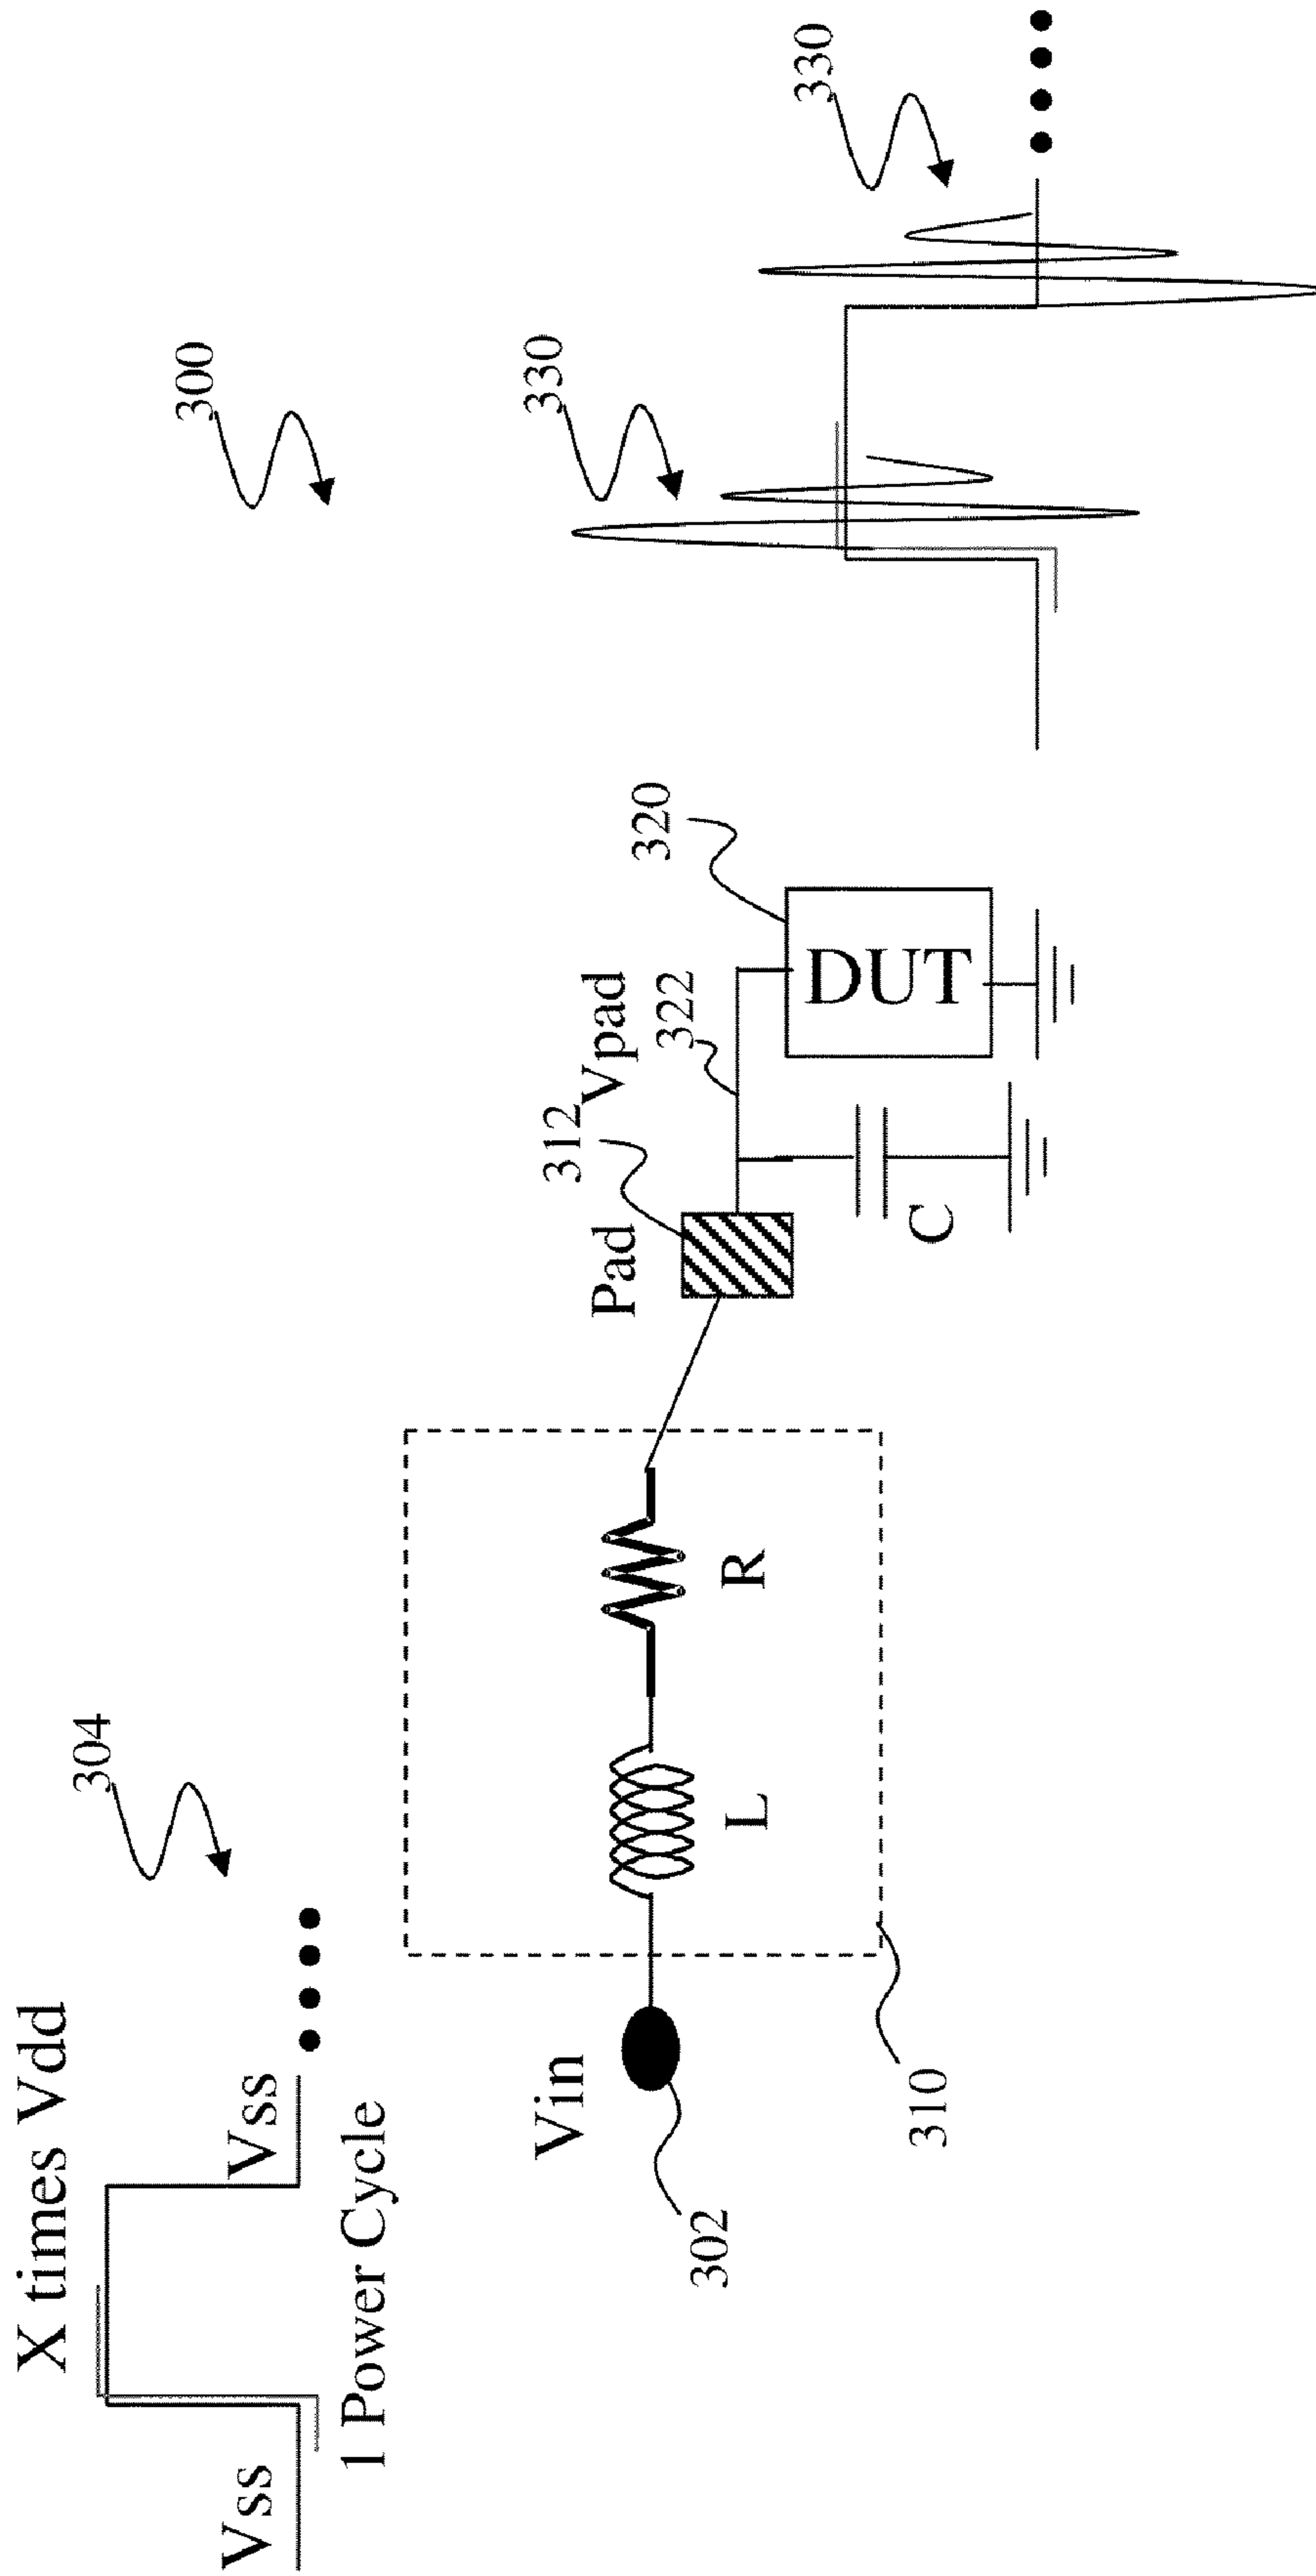 X times Vdd
304
Vss
Vss
1 Power Cycle
300
Vin
302
310
L
R
Pad
312
Vpad
322
C
320
DUT
330
330